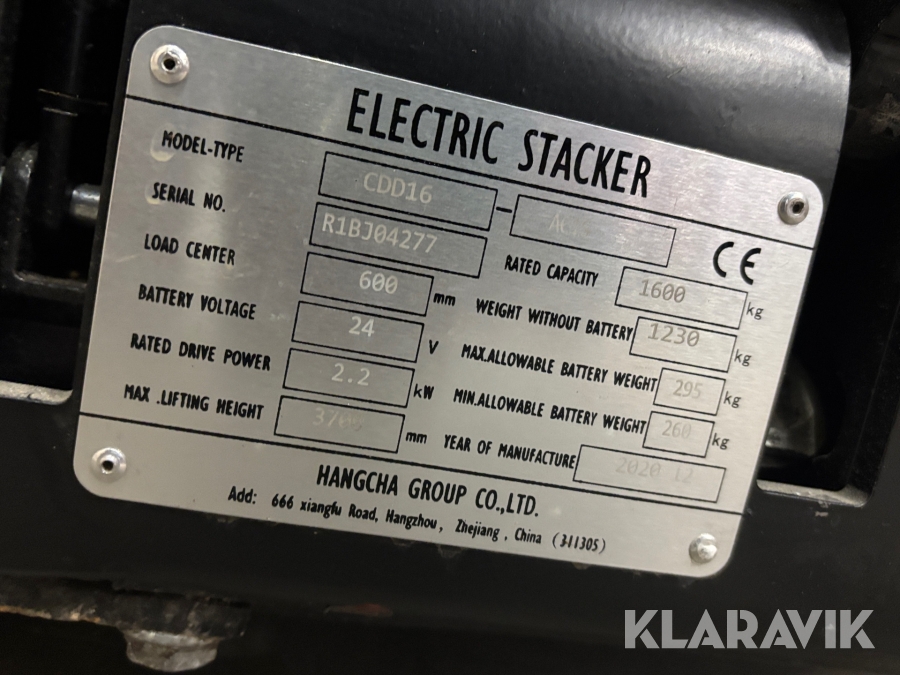 ELECTRIC STACKER
MODEL-TYPE CDD16 -
SERIAL NO. R1BJ04277
CE
LOAD CENTER 600 mm
RATED CAPACITY 1600 kg
BATTERY VOLTAGE 24 V
WEIGHT WITHOUT BATTERY 1230 kg
RATED DRIVE POWER 2.2 kW
MAX.ALLOWABLE BATTERY WEIGHT 295 kg
MAX .LIFTING HEIGHT mm
MIN.ALLOWABLE BATTERY WEIGHT 260 kg
YEAR OF MANUFACTURE 2020 12
HANGCHA GROUP CO.,LTD.
Add: 666 xiangfu Road, Hangzhou, Zhejiang, China (311305)
KLARAVIK